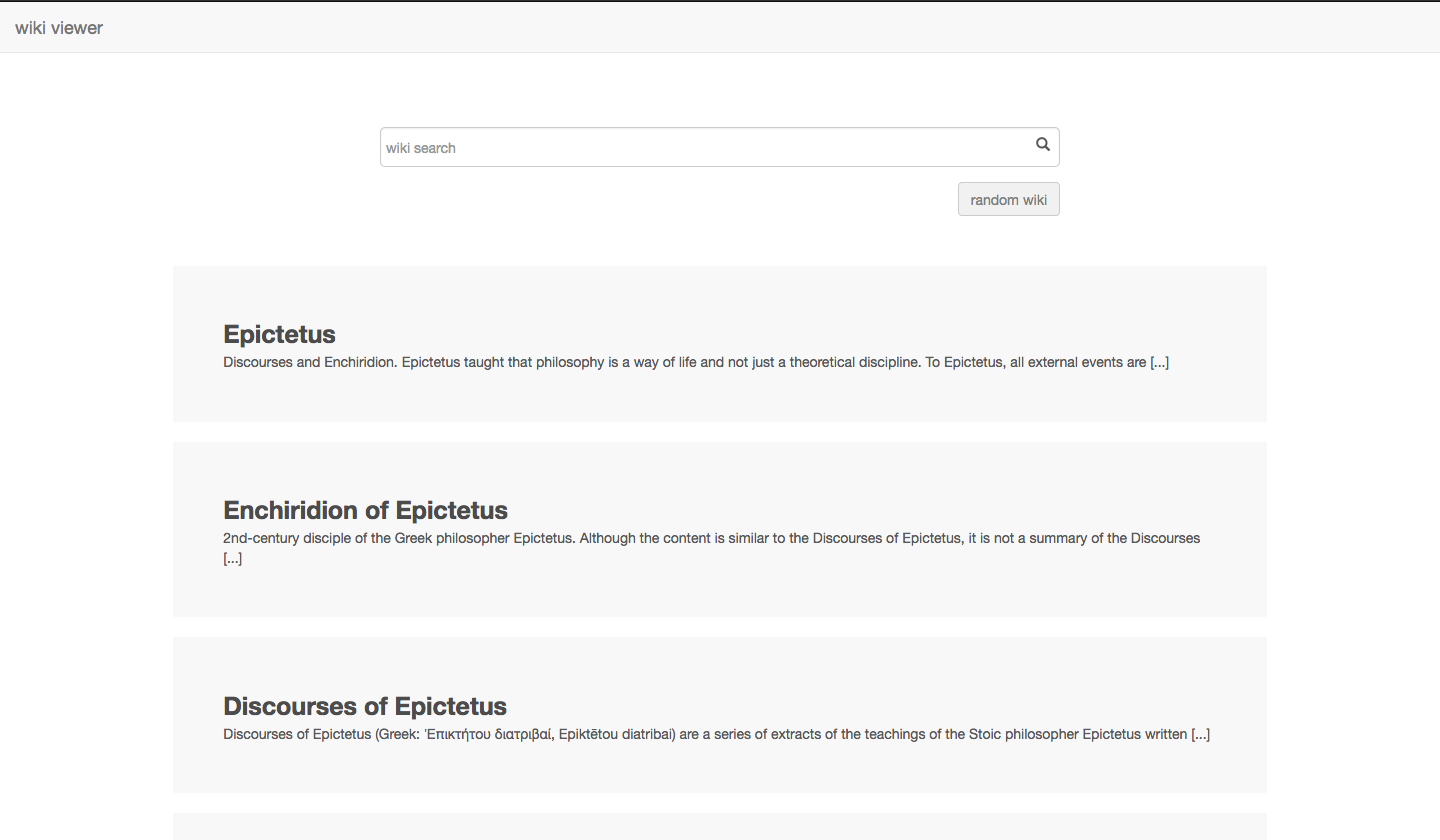 wiki viewer
wiki search
random wiki
Epictetus
Discourses and Enchiridion. Epictetus taught that philosophy is a way of life and not just a theoretical discipline. To Epictetus, all external events are [...]
Enchiridion of Epictetus
2nd-century disciple of the Greek philosopher Epictetus. Although the content is similar to the Discourses of Epictetus, it is not a summary of the Discourses
[...]
Discourses of Epictetus
Discourses of Epictetus (Greek: Ἐπικτήτου διατριβαί, Epiktētou diatribai) are a series of extracts of the teachings of the Stoic philosopher Epictetus written [...]